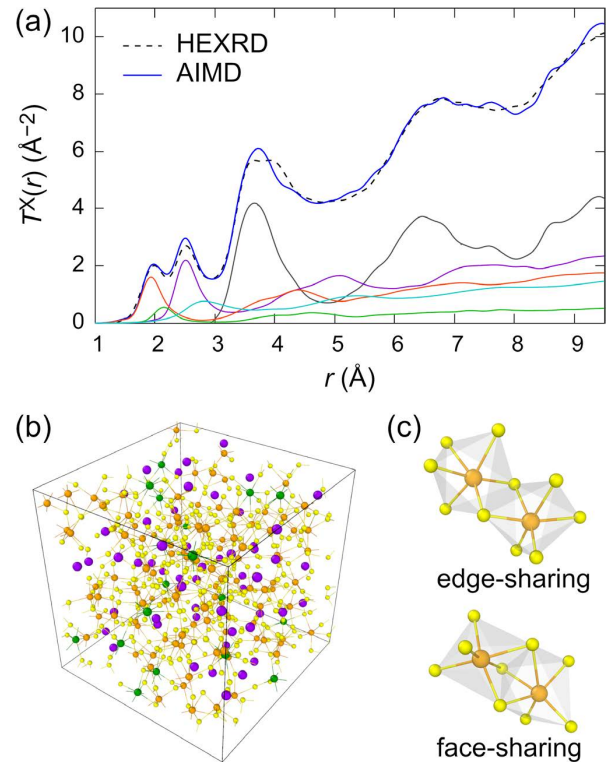 (a)
10
8
6
4
2
0
Tˣ(r) (Å⁻²)
HEXRD
AIMD
1 2 3 4 5 6 7 8 9
r (Å)
(b)
(c)
edge-sharing
face-sharing